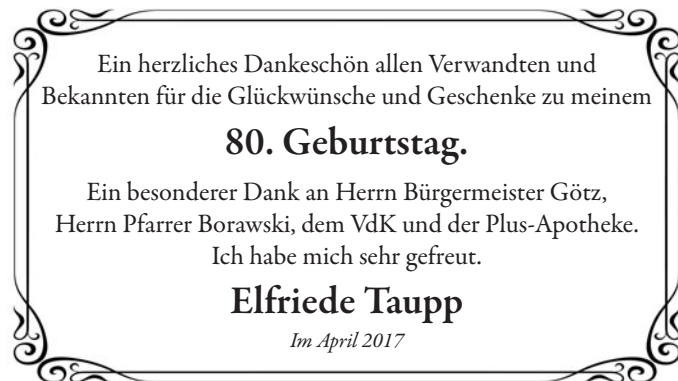 Ein herzliches Dankeschön allen Verwandten und
Bekannten für die Glückwünsche und Geschenke zu meinem
80. Geburtstag.
Ein besonderer Dank an Herrn Bürgermeister Götz,
Herrn Pfarrer Borawski, dem VdK und der Plus-Apotheke.
Ich habe mich sehr gefreut.
Elfriede Taupp
Im April 2017